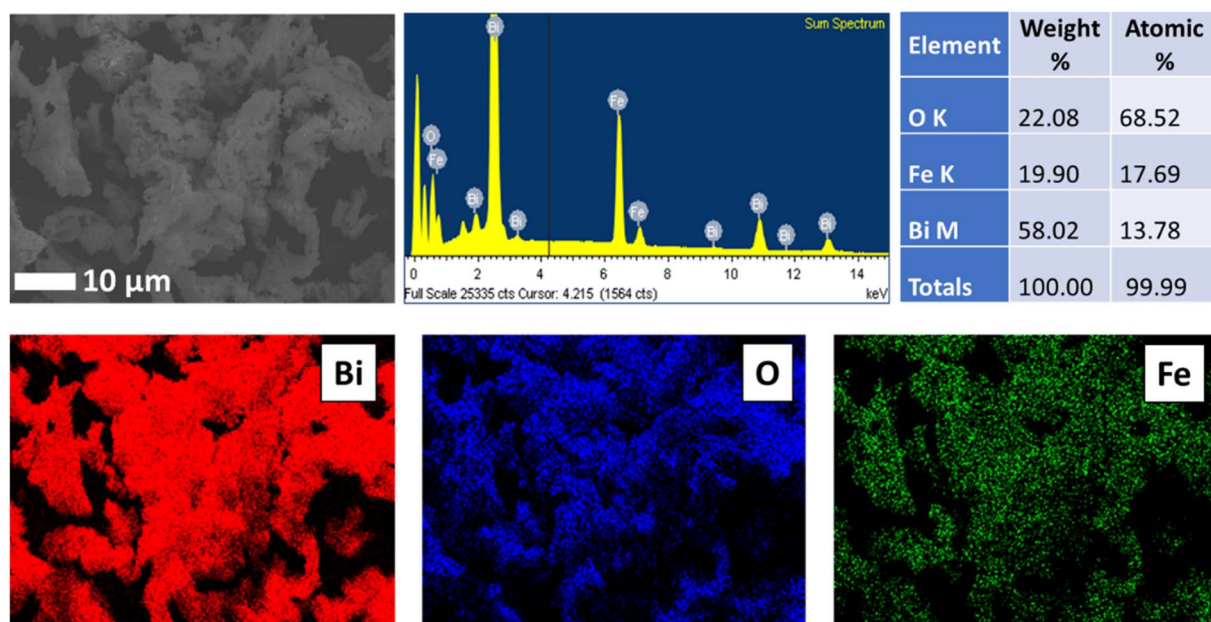 10 µm
Sum Spectrum
Bi
O
Fe
Bi
Bi
Fe
Fe
Bi
Bi
Bi
Bi
0 2 4 6 8 10 12 14
Full Scale 25335 cts Cursor: 4.215 (1564 cts) keV
Element Weight % Atomic %
O K 22.08 68.52
Fe K 19.90 17.69
Bi M 58.02 13.78
Totals 100.00 99.99
Bi
O
Fe